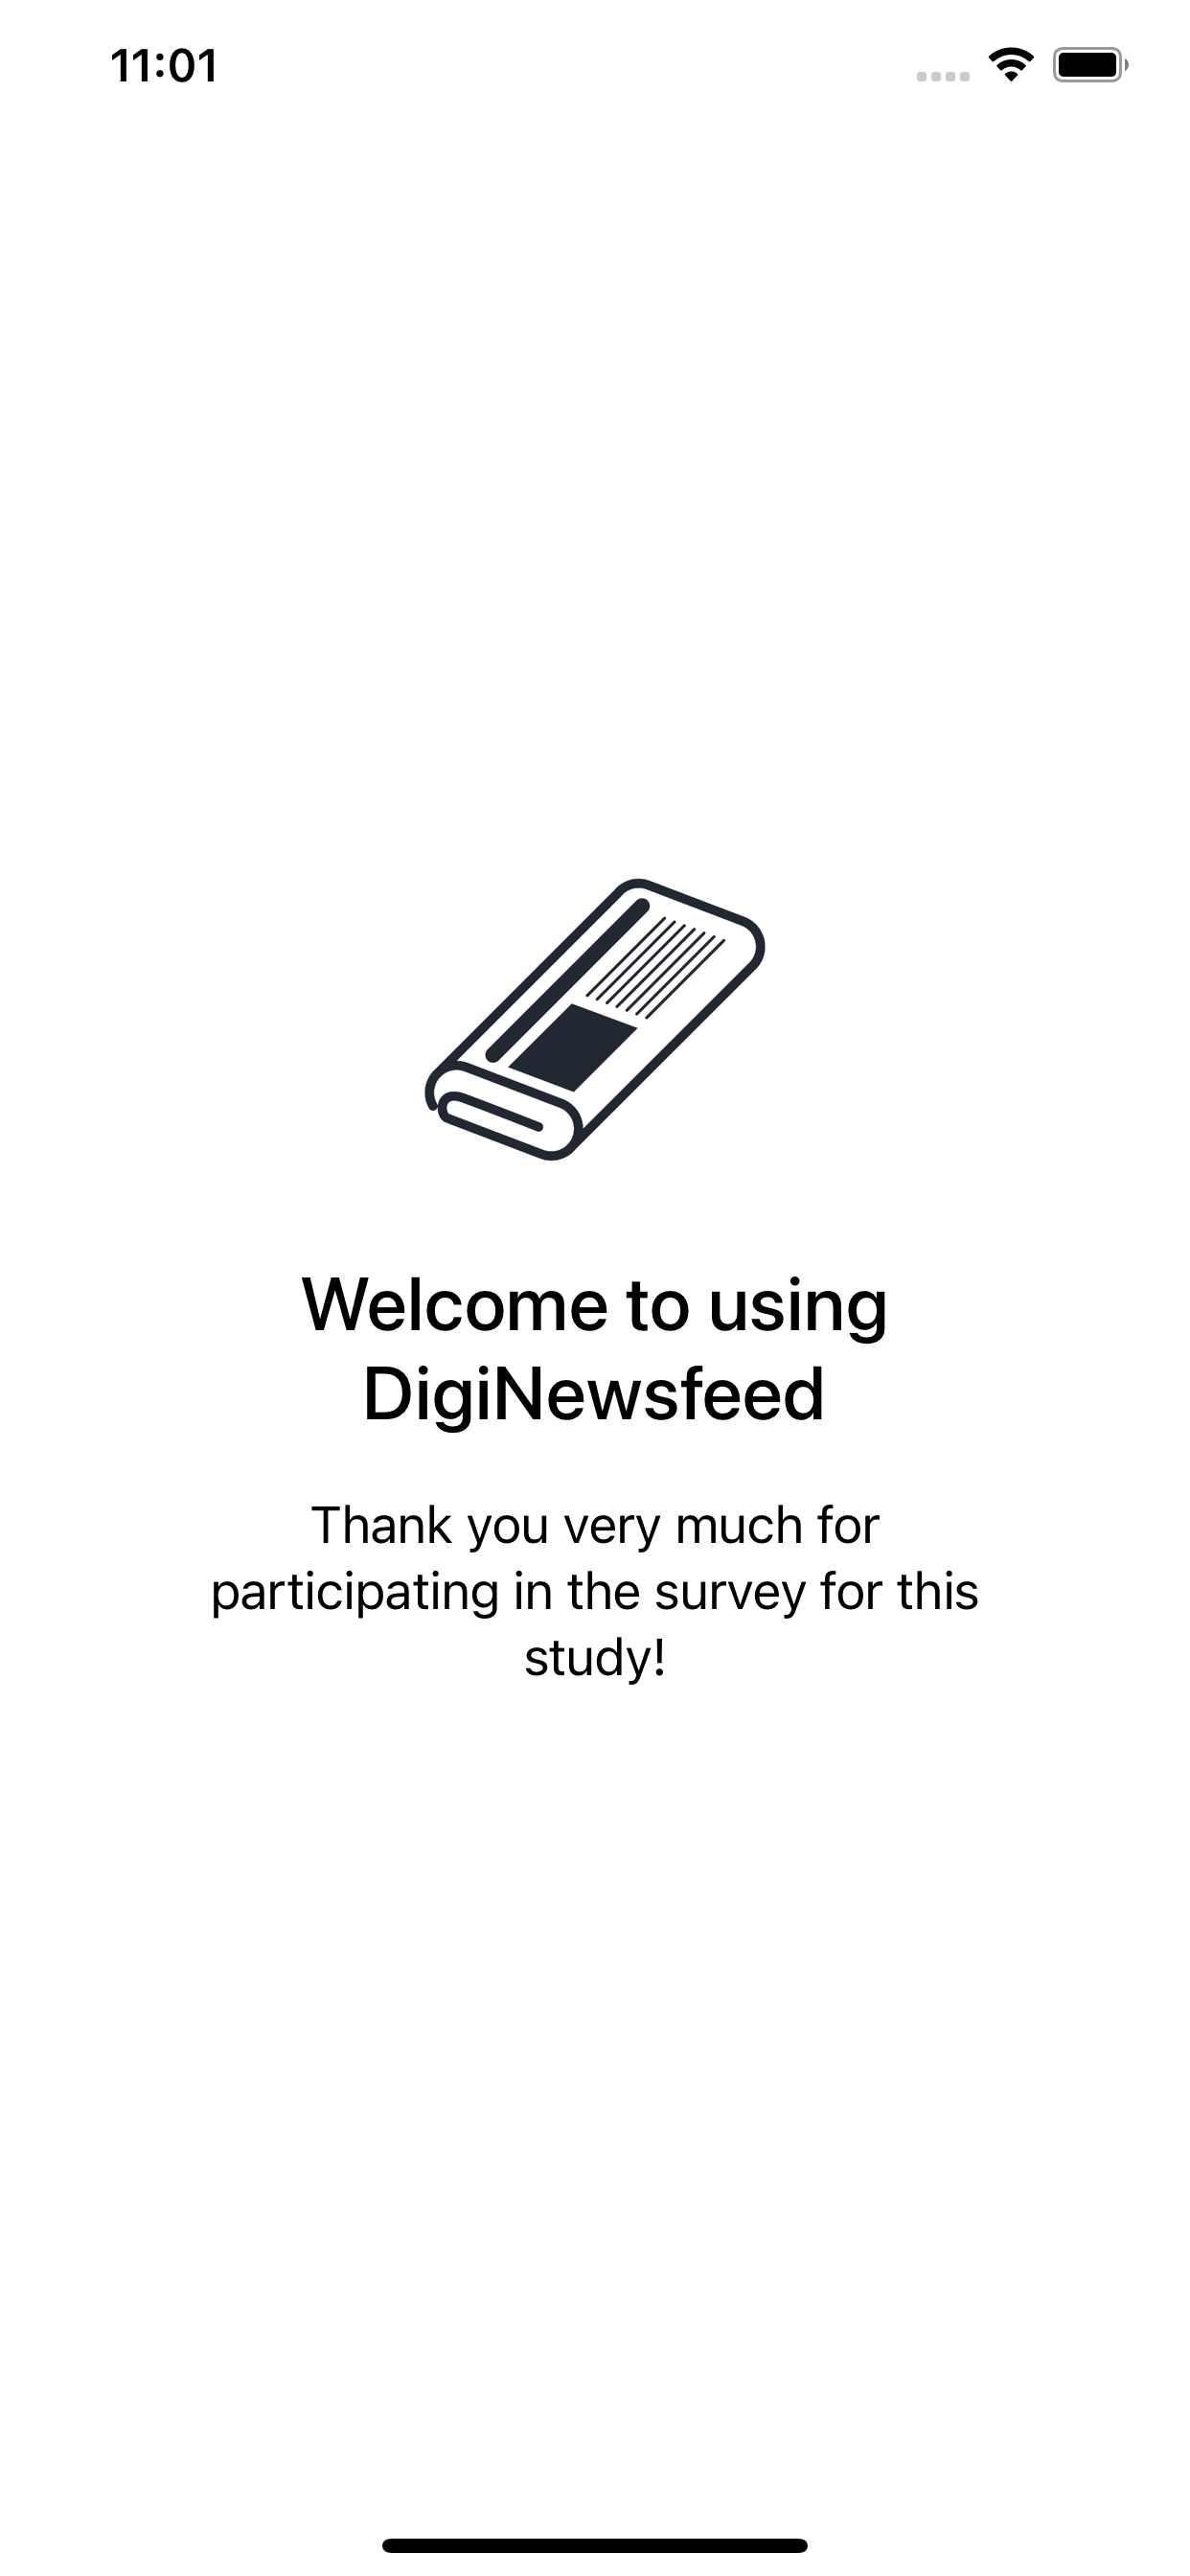 11:01
Welcome to using
DigiNewsfeed
Thank you very much for
participating in the survey for this
study!